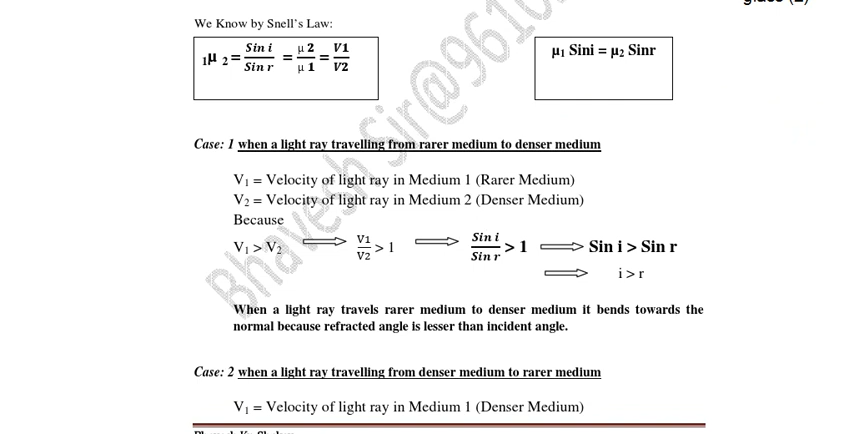 glass (2)
We Know by Snell's Law:
₁μ ₂ = Sin i / Sin r = μ 2 / μ 1 = V1 / V2
μ₁ Sini = μ₂ Sinr
Case: 1 when a light ray travelling from rarer medium to denser medium
V₁ = Velocity of light ray in Medium 1 (Rarer Medium)
V₂ = Velocity of light ray in Medium 2 (Denser Medium)
Because
V₁ > V₂ ⟹ V1 / V2 > 1 ⟹ Sin i / Sin r > 1 ⟹ Sin i > Sin r
⟹ i > r
When a light ray travels rarer medium to denser medium it bends towards the
normal because refracted angle is lesser than incident angle.
Case: 2 when a light ray travelling from denser medium to rarer medium
V₁ = Velocity of light ray in Medium 1 (Denser Medium)
Bhavesh Sir@9610